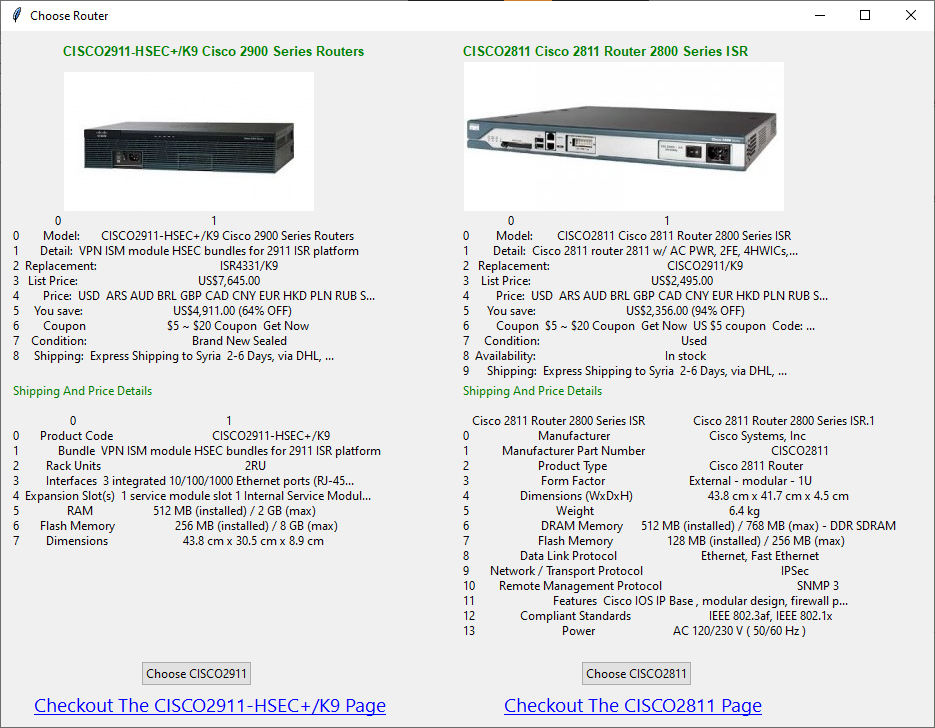 Choose Router
CISCO2911-HSEC+/K9 Cisco 2900 Series Routers
0 1
0 Model: CISCO2911-HSEC+/K9 Cisco 2900 Series Routers
1 Detail: VPN ISM module HSEC bundles for 2911 ISR platform
2 Replacement: ISR4331/K9
3 List Price: US$7,645.00
4 Price: USD ARS AUD BRL GBP CAD CNY EUR HKD PLN RUB S...
5 You save: US$4,911.00 (64% OFF)
6 Coupon $5 ~ $20 Coupon Get Now
7 Condition: Brand New Sealed
8 Shipping: Express Shipping to Syria 2-6 Days, via DHL, ...
Shipping And Price Details
0 1
0 Product Code CISCO2911-HSEC+/K9
1 Bundle VPN ISM module HSEC bundles for 2911 ISR platform
2 Rack Units 2RU
3 Interfaces 3 integrated 10/100/1000 Ethernet ports (RJ-45...
4 Expansion Slot(s) 1 service module slot 1 Internal Service Modul...
5 RAM 512 MB (installed) / 2 GB (max)
6 Flash Memory 256 MB (installed) / 8 GB (max)
7 Dimensions 43.8 cm x 30.5 cm x 8.9 cm
Choose CISCO2911
Checkout The CISCO2911-HSEC+/K9 Page
CISCO2811 Cisco 2811 Router 2800 Series ISR
0 1
0 Model: CISCO2811 Cisco 2811 Router 2800 Series ISR
1 Detail: Cisco 2811 router 2811 w/ AC PWR, 2FE, 4HWICs,...
2 Replacement: CISCO2911/K9
3 List Price: US$2,495.00
4 Price: USD ARS AUD BRL GBP CAD CNY EUR HKD PLN RUB S...
5 You save: US$2,356.00 (94% OFF)
6 Coupon $5 ~ $20 Coupon Get Now US $5 coupon Code: ...
7 Condition: Used
8 Availability: In stock
9 Shipping: Express Shipping to Syria 2-6 Days, via DHL, ...
Shipping And Price Details
Cisco 2811 Router 2800 Series ISR Cisco 2811 Router 2800 Series ISR.1
0 Manufacturer Cisco Systems, Inc
1 Manufacturer Part Number CISCO2811
2 Product Type Cisco 2811 Router
3 Form Factor External - modular - 1U
4 Dimensions (WxDxH) 43.8 cm x 41.7 cm x 4.5 cm
5 Weight 6.4 kg
6 DRAM Memory 512 MB (installed) / 768 MB (max) - DDR SDRAM
7 Flash Memory 128 MB (installed) / 256 MB (max)
8 Data Link Protocol Ethernet, Fast Ethernet
9 Network / Transport Protocol IPSec
10 Remote Management Protocol SNMP 3
11 Features Cisco IOS IP Base , modular design, firewall p...
12 Compliant Standards IEEE 802.3af, IEEE 802.1x
13 Power AC 120/230 V ( 50/60 Hz )
Choose CISCO2811
Checkout The CISCO2811 Page